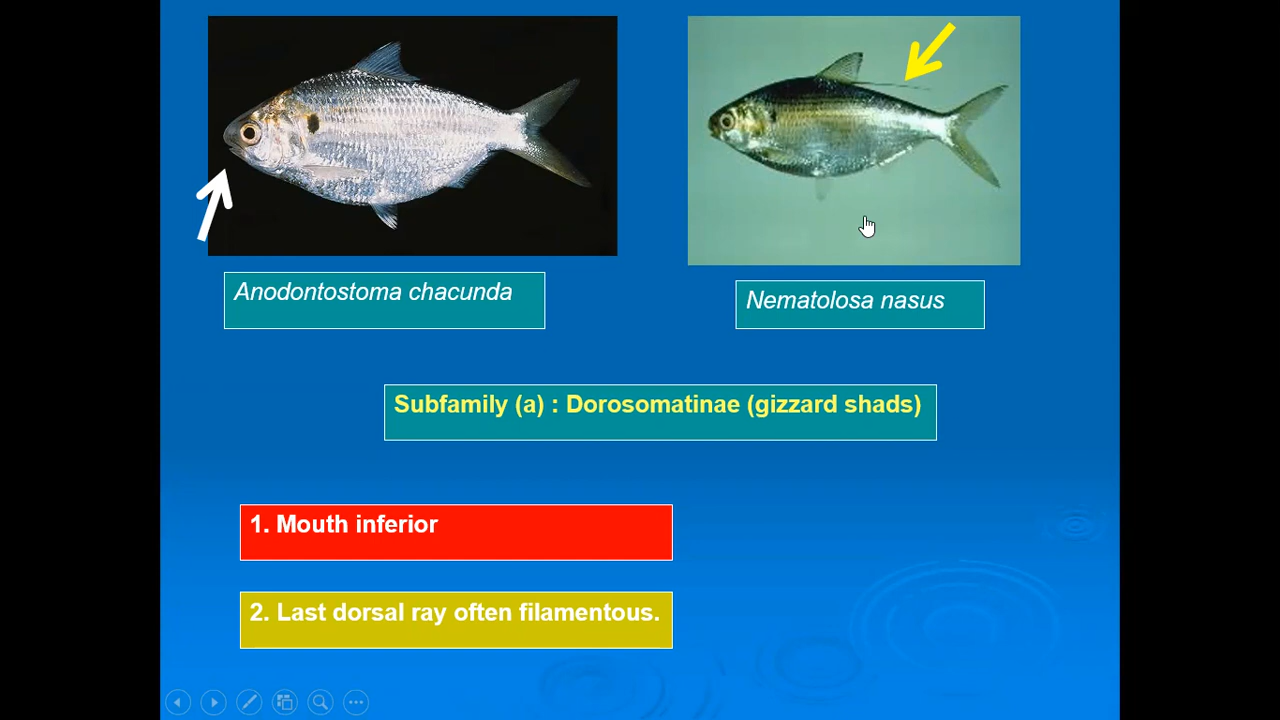 Anodontostoma chacunda
Nematolosa nasus
Subfamily (a) : Dorosomatinae (gizzard shads)
1. Mouth inferior
2. Last dorsal ray often filamentous.